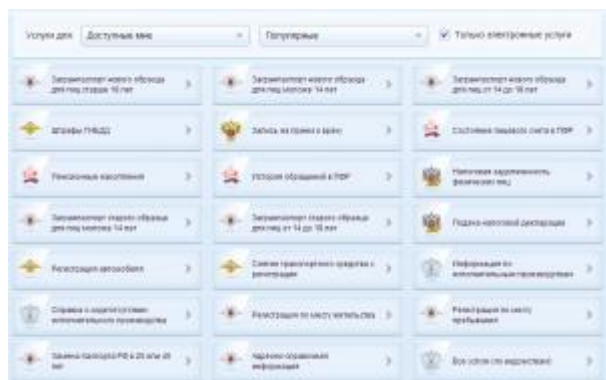 Услуги для: Доступные мне Популярные Только электронные услуги
Загранпаспорт нового образца
для лиц старше 18 лет
Загранпаспорт нового образца
для лиц моложе 14 лет
Загранпаспорт нового образца
для лиц от 14 до 18 лет
Штрафы ГИБДД
Запись на прием к врачу
Состояние лицевого счета в ПФР
Пенсионные накопления
История обращений в ПФР
Налоговая задолженность
физических лиц
Загранпаспорт старого образца
для лиц моложе 14 лет
Загранпаспорт старого образца
для лиц от 14 до 18 лет
Подача налоговой декларации
Регистрация автомобиля
Снятие транспортного средства с
регистрации
Информация по
исполнительным производствам
Справка о
исполнительного производства
Регистрация по месту жительства
Регистрация по месту
пребывания
Замена паспорта РФ в 20 или 45
лет
Адресно-справочная
информация
Все услуги (по ведомствам)